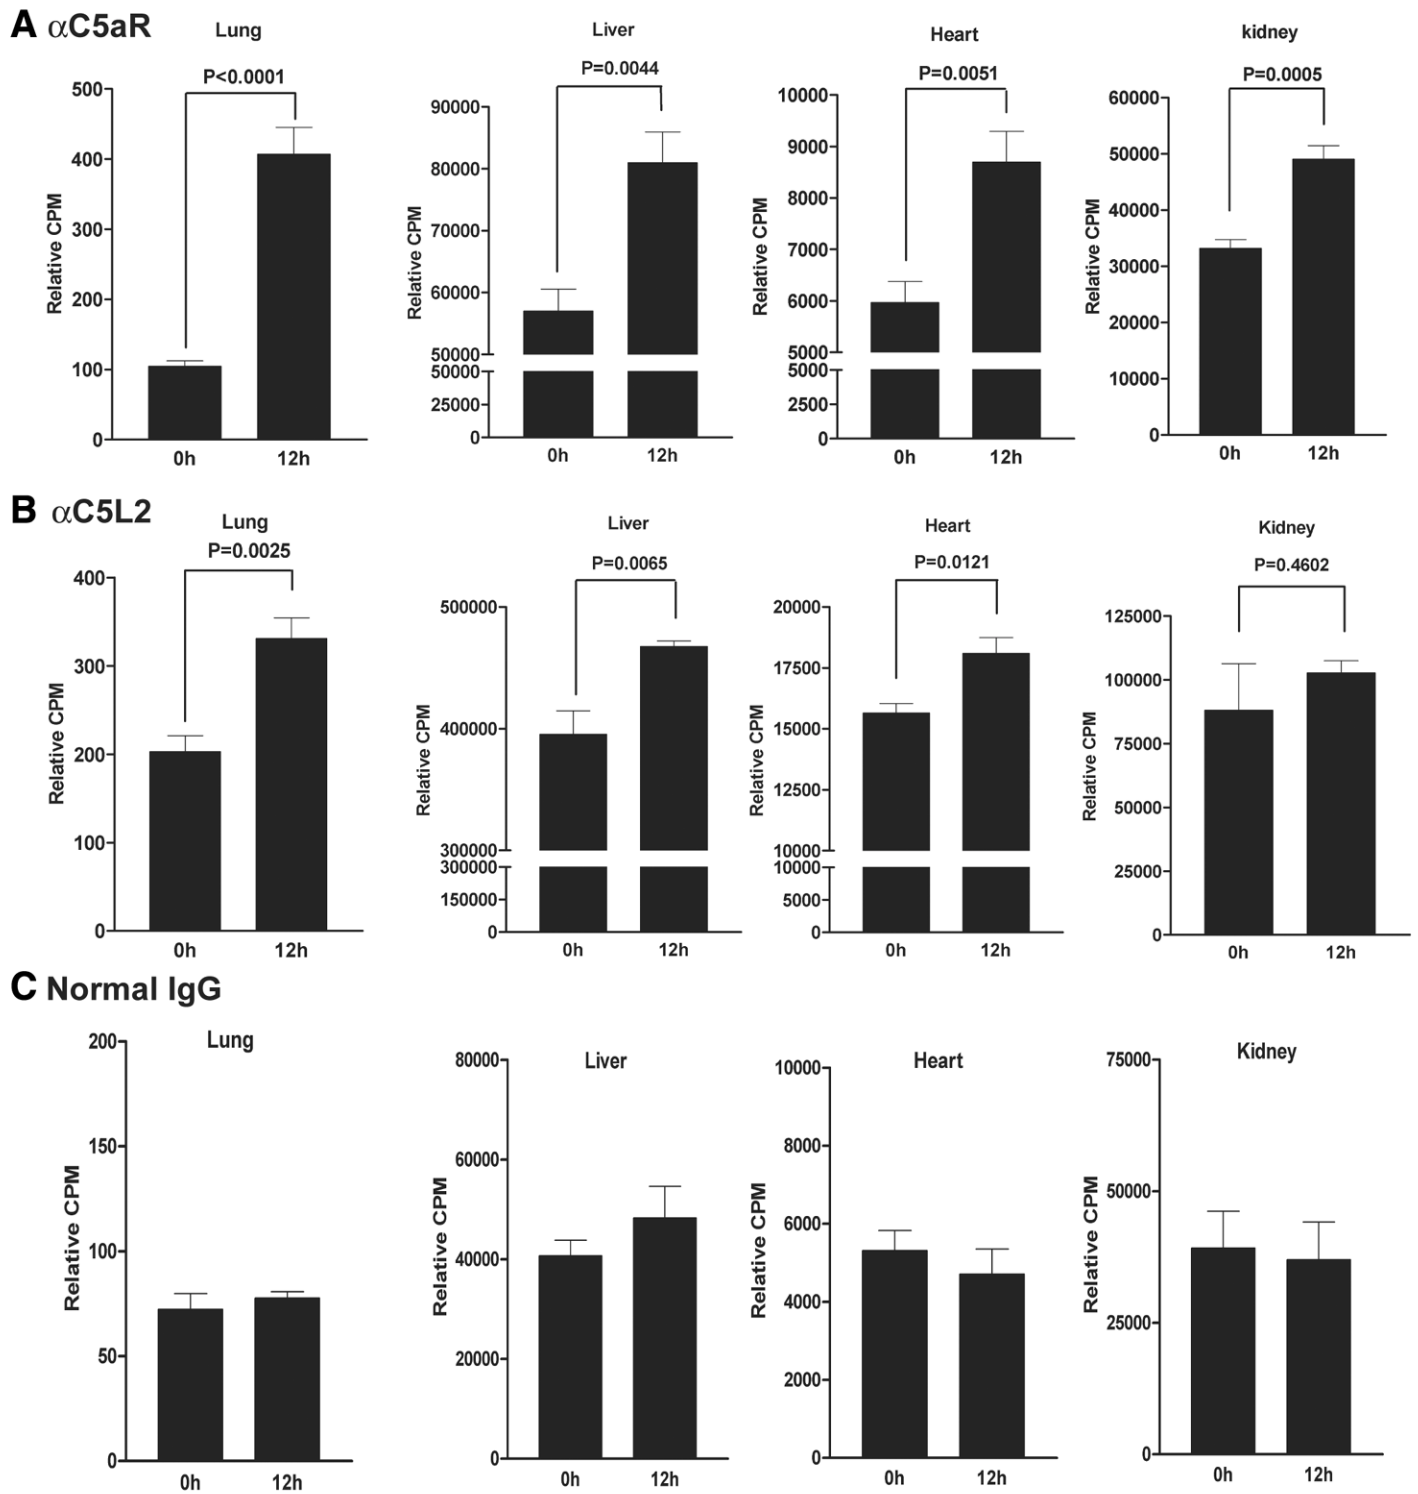 A αC5aR
Lung
P<0.0001
Relative CPM
500
400
300
200
100
0
0h 12h
Liver
P=0.0044
Relative CPM
90000
80000
70000
60000
50000
50000
25000
0
0h 12h
Heart
P=0.0051
Relative CPM
10000
9000
8000
7000
6000
5000
5000
2500
0
0h 12h
kidney
P=0.0005
Relative CPM
60000
50000
40000
30000
20000
10000
0
0h 12h
B αC5L2
Lung
P=0.0025
Relative CPM
400
300
200
100
0
0h 12h
Liver
P=0.0065
Relative CPM
500000
400000
300000
300000
150000
0
0h 12h
Heart
P=0.0121
Relative CPM
20000
17500
15000
12500
10000
10000
5000
0
0h 12h
Kidney
P=0.4602
Relative CPM
125000
100000
75000
50000
25000
0
0h 12h
C Normal IgG
Lung
Relative CPM
200
150
100
50
0
0h 12h
Liver
Relative CPM
80000
60000
40000
20000
0
0h 12h
Heart
Relative CPM
10000
8000
6000
4000
2000
0
0h 12h
Kidney
Relative CPM
75000
50000
25000
0
0h 12h